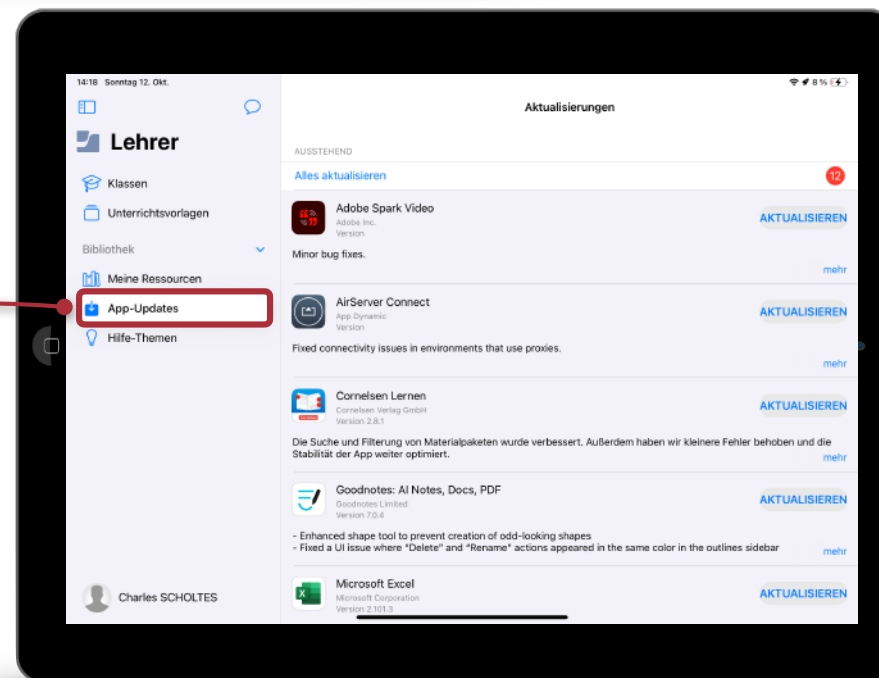 14:18 Sonntag 12. Okt.
8 %
Lehrer
Klassen
Unterrichtsvorlagen
Bibliothek
Meine Ressourcen
App-Updates
Hilfe-Themen
Charles SCHOLTES
Aktualisierungen
AUSSTEHEND
Alles aktualisieren
12
Adobe Spark Video
Adobe Inc.
Version
AKTUALISIEREN
Minor bug fixes.
mehr
AirServer Connect
App Dynamic
Version
AKTUALISIEREN
Fixed connectivity issues in environments that use proxies.
mehr
Cornelsen Lernen
Cornelsen Verlag GmbH
Version 2.8.1
AKTUALISIEREN
Die Suche und Filterung von Materialpaketen wurde verbessert. Außerdem haben wir kleinere Fehler behoben und die
Stabilität der App weiter optimiert.
mehr
Goodnotes: AI Notes, Docs, PDF
Goodnotes Limited
Version 7.0.4
AKTUALISIEREN
- Enhanced shape tool to prevent creation of odd-looking shapes
- Fixed a UI issue where "Delete" and "Rename" actions appeared in the same color in the outlines sidebar
mehr
Microsoft Excel
Microsoft Corporation
Version 2.101.3
AKTUALISIEREN